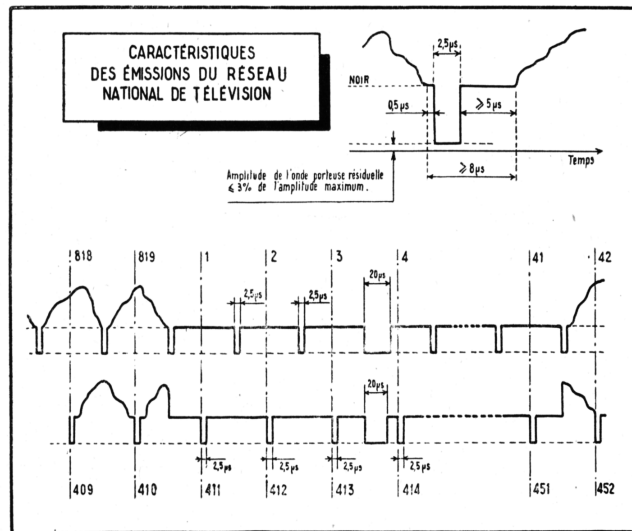 CARACTÉRISTIQUES
DES ÉMISSIONS DU RÉSEAU
NATIONAL DE TÉLÉVISION
2,5µs
NOIR
0,5µs
⩾ 5µs
Temps
⩾ 8µs
Amplitude de l'onde porteuse résiduelle
⩽ 3% de l'amplitude maximum.
818 819 1 2 3 4 41 42
2,5µs 2,5µs 20µs
20µs
2,5µs 2,5µs 2,5µs 2,5µs
409 410 411 412 413 414 451 452